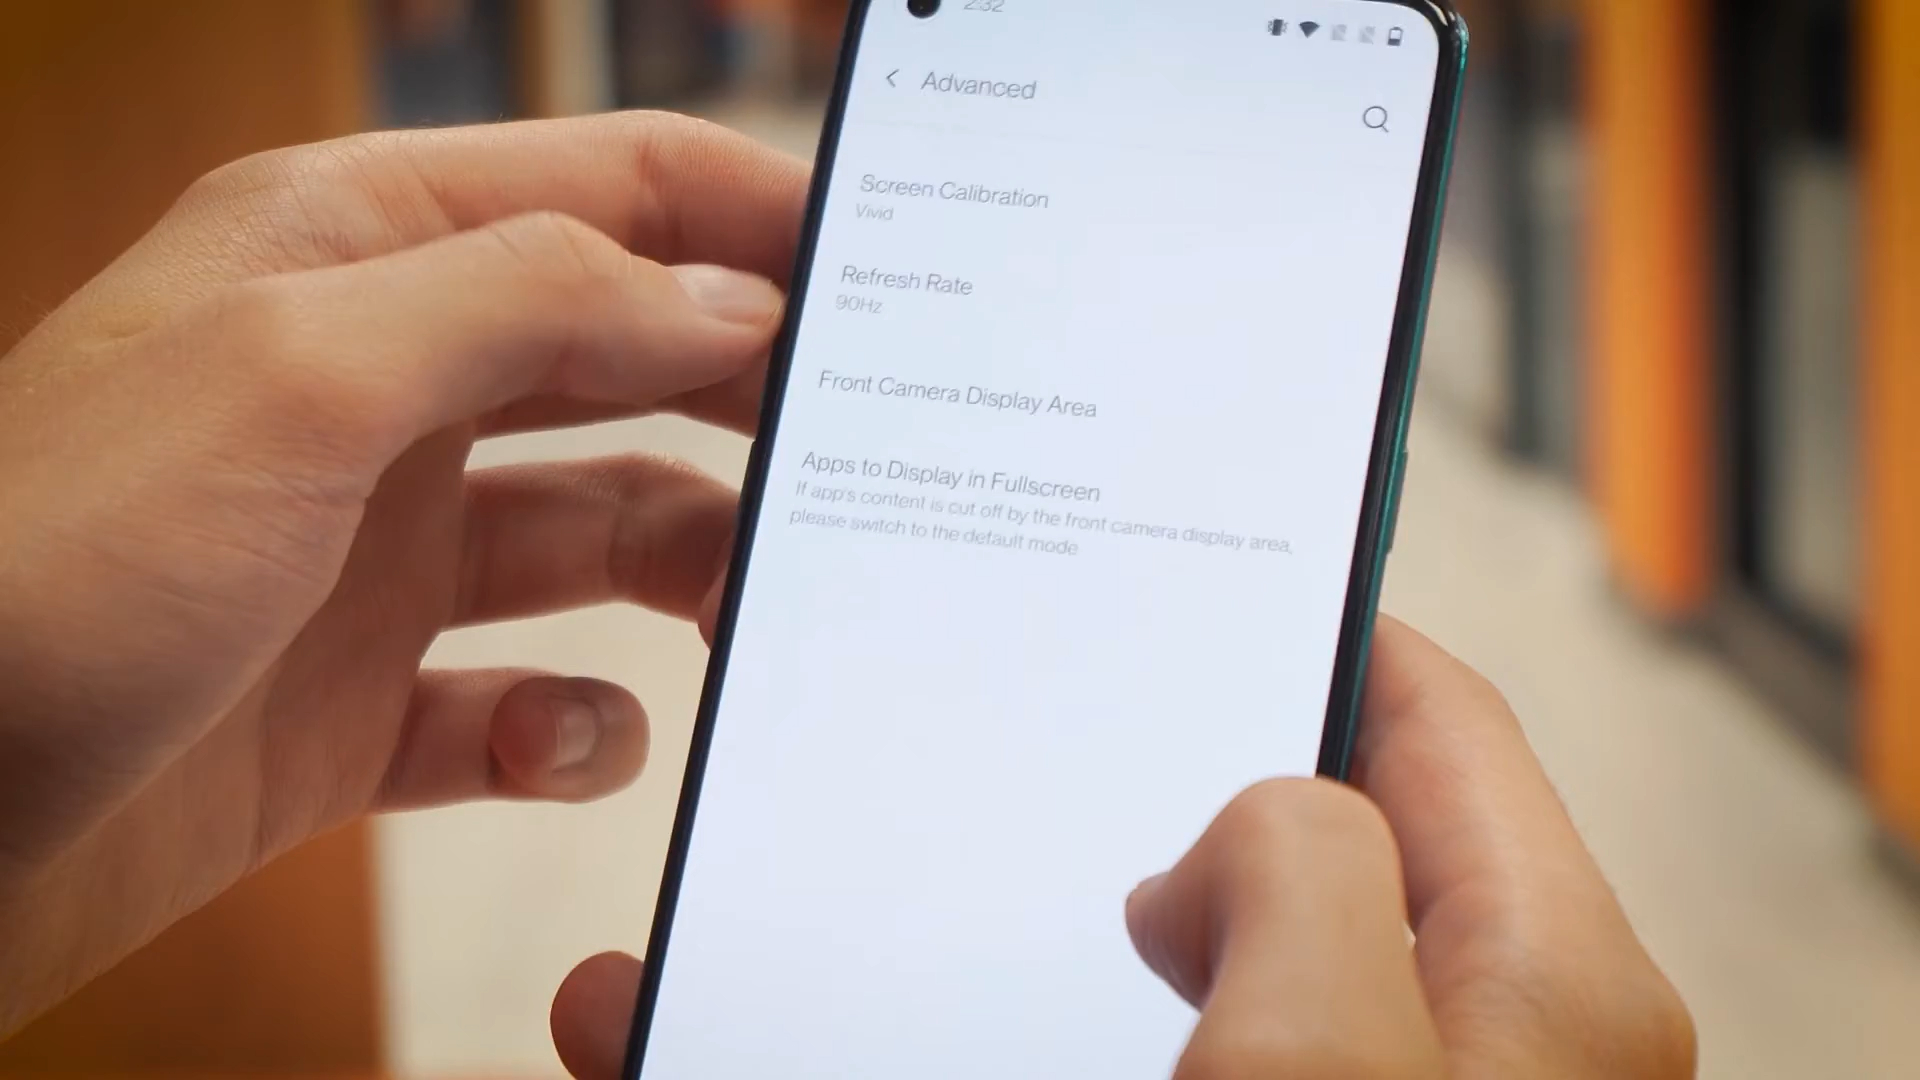 2:32
Advanced
Screen Calibration
Vivid
Refresh Rate
90Hz
Front Camera Display Area
Apps to Display in Fullscreen
If app's content is cut off by the front camera display area,
please switch to the default mode